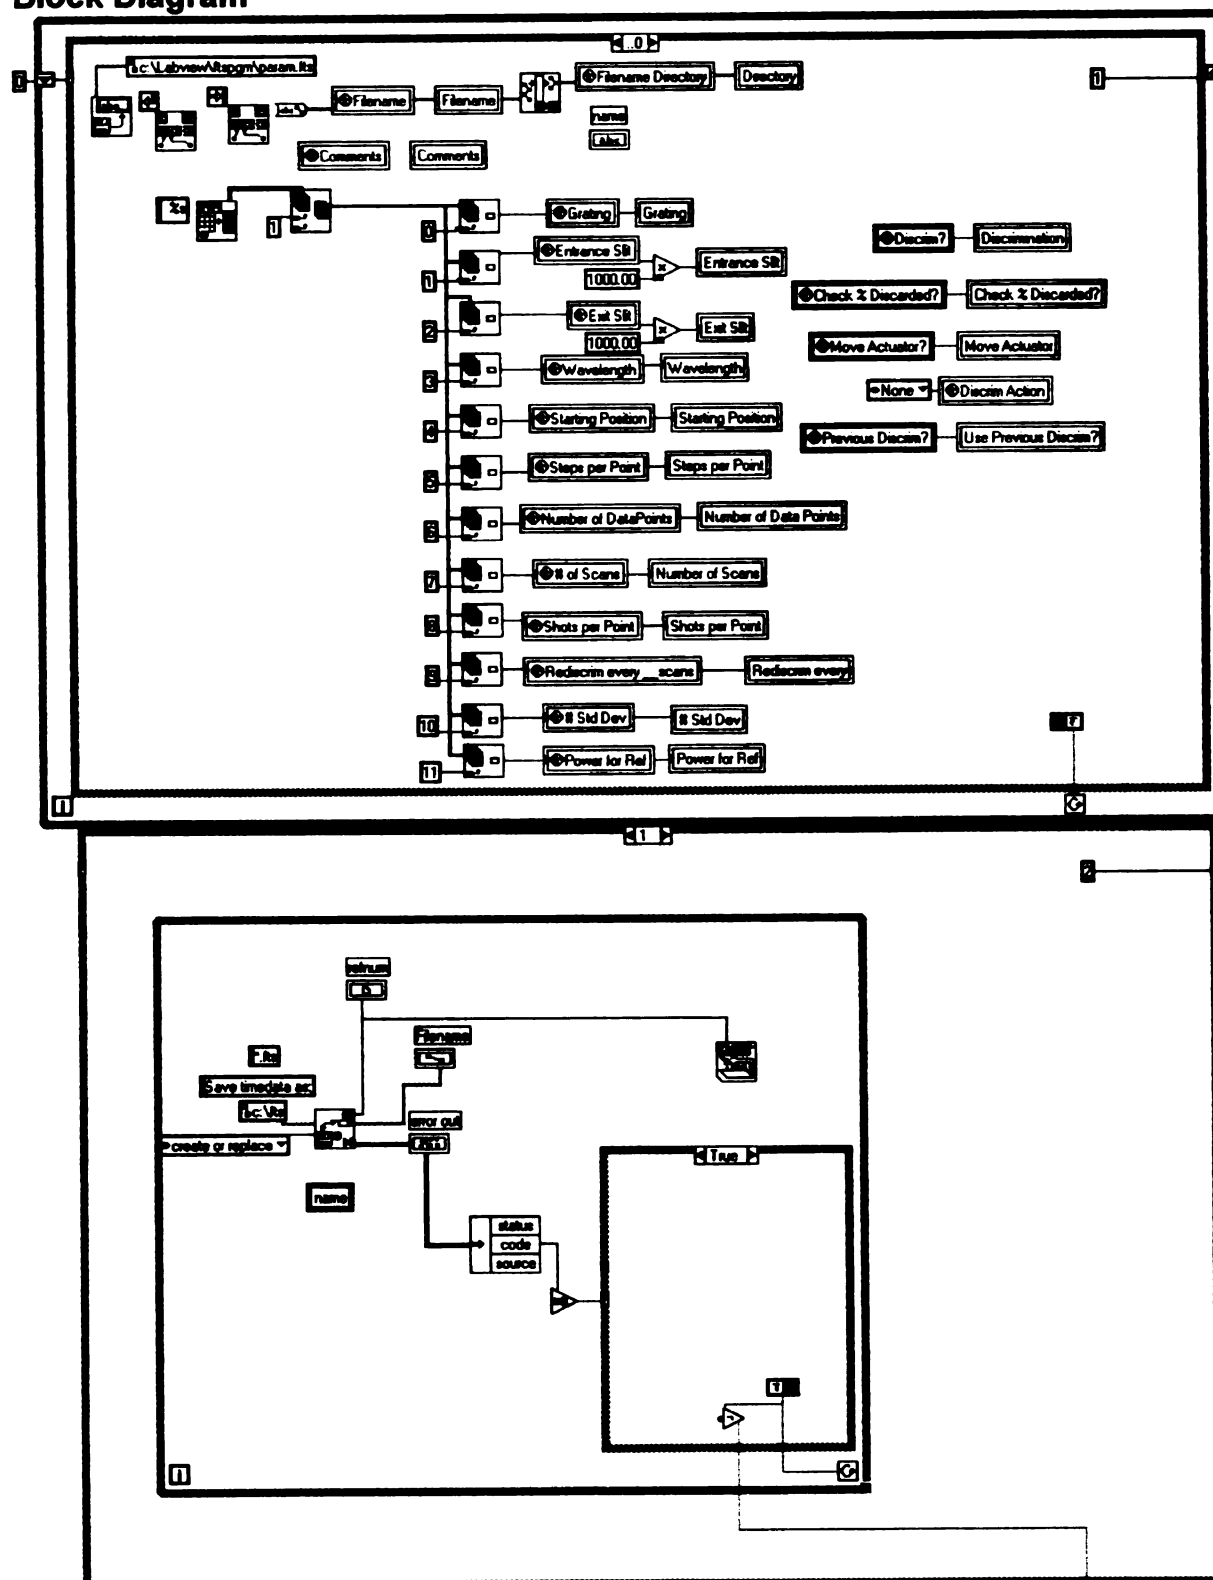 Block Diagram
..0
0
c:\Labview\ltspgm\param.lts
Filename Directory
Directory
1
Filename
Filename
name
abc
Comments
Comments
%s
1
0
Grating
Grating
Discrim?
Discrimination
1
Entrance Slit
1000.00
x
Entrance Slit
Check % Discarded?
Check % Discarded?
2
Exit Slit
1000.00
x
Exit Slit
Move Actuator?
Move Actuator
3
Wavelength
Wavelength
None
Discrim Action
4
Starting Position
Starting Position
Previous Discrim?
Use Previous Discrim?
5
Steps per Point
Steps per Point
6
Number of DataPoints
Number of Data Points
7
# of Scans
Number of Scans
8
Shots per Point
Shots per Point
9
Rediscrim every __scans
Rediscrim every
10
# Std Dev
# Std Dev
F
11
Power for Ref
Power for Ref
i
1
2
refnum
Filename
*.lts
Save timedata as:
c:\lts
error out
create or replace
True
name
status
code
source
T
i